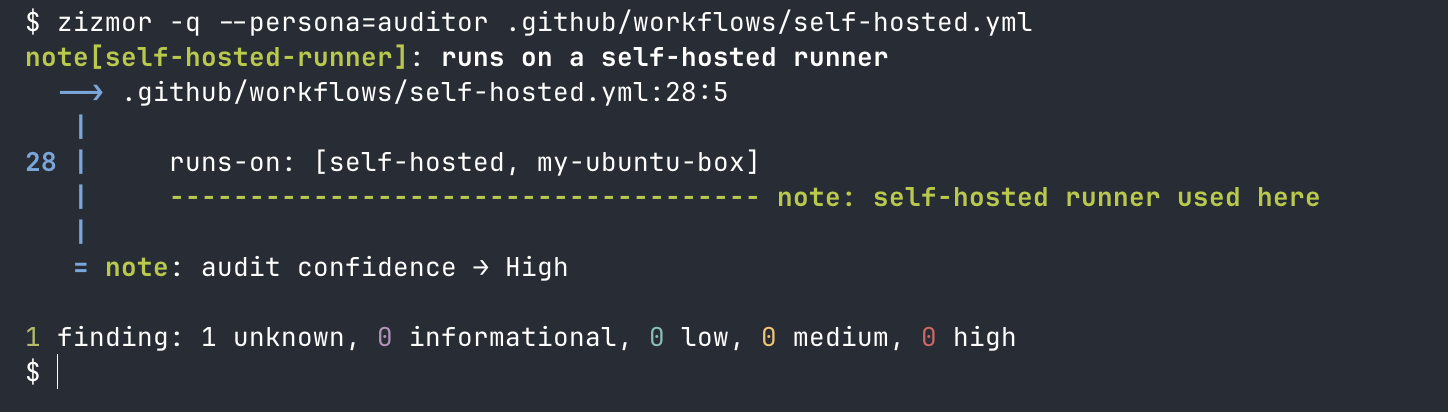 $ zizmor -q --persona=auditor .github/workflows/self-hosted.yml
note[self-hosted-runner]: runs on a self-hosted runner
  --> .github/workflows/self-hosted.yml:28:5
   |
28 |     runs-on: [self-hosted, my-ubuntu-box]
   |     ------------------------------------- note: self-hosted runner used here
   |
   = note: audit confidence → High

1 finding: 1 unknown, 0 informational, 0 low, 0 medium, 0 high
$